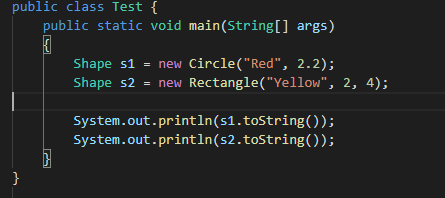 public class Test {
    public static void main(String[] args)
    {
        Shape s1 = new Circle("Red", 2.2);
        Shape s2 = new Rectangle("Yellow", 2, 4);

        System.out.println(s1.toString());
        System.out.println(s2.toString());
    }
}